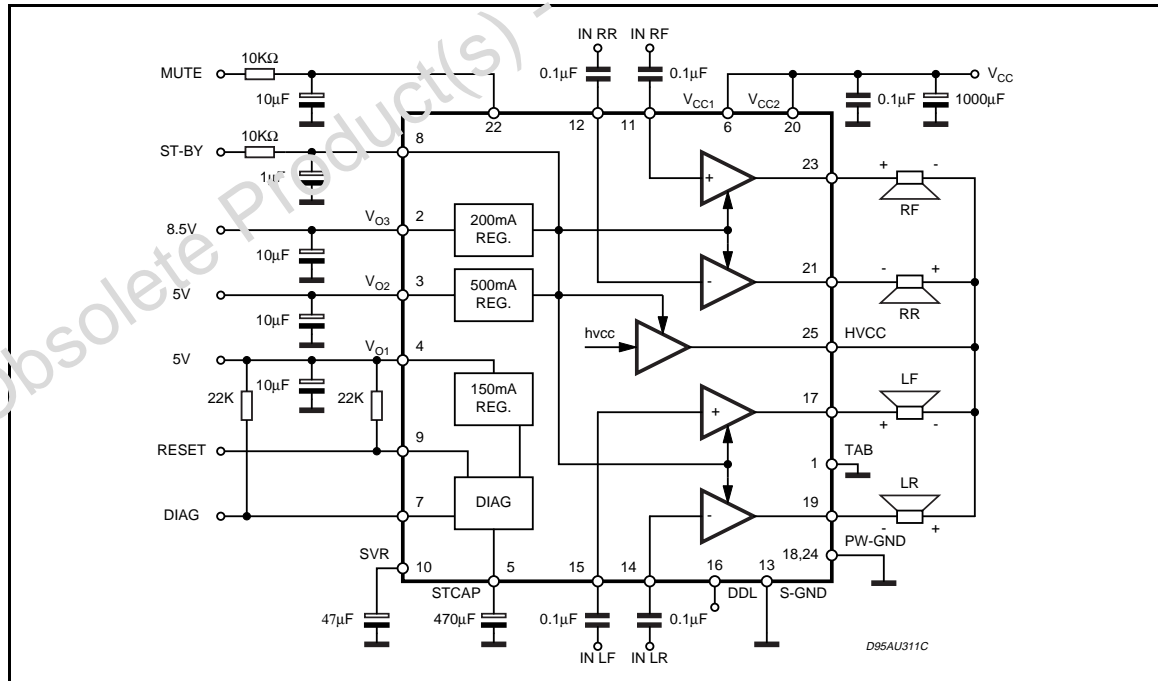 Obsolete Product(s) -
IN RR IN RF
MUTE 10KΩ 10μF 0.1μF 0.1μF VCC
VCC1 VCC2 0.1μF 1000μF
22 12 11 6 20
ST-BY 10KΩ 1μF 8
23 + - RF
8.5V 10μF VO3 2 200mA REG. +
5V 10μF VO2 3 500mA REG. - 21 - + RR
hvcc 25 HVCC
5V 10μF VO1 4 150mA REG. + 17 LF + -
22K 22K
RESET 9 1 TAB
DIAG 7 DIAG - 19 LR - +
18,24 PW-GND
SVR 10 5 15 14 16 13
STCAP DDL S-GND
47μF 470μF 0.1μF 0.1μF
IN LF IN LR
D95AU311C